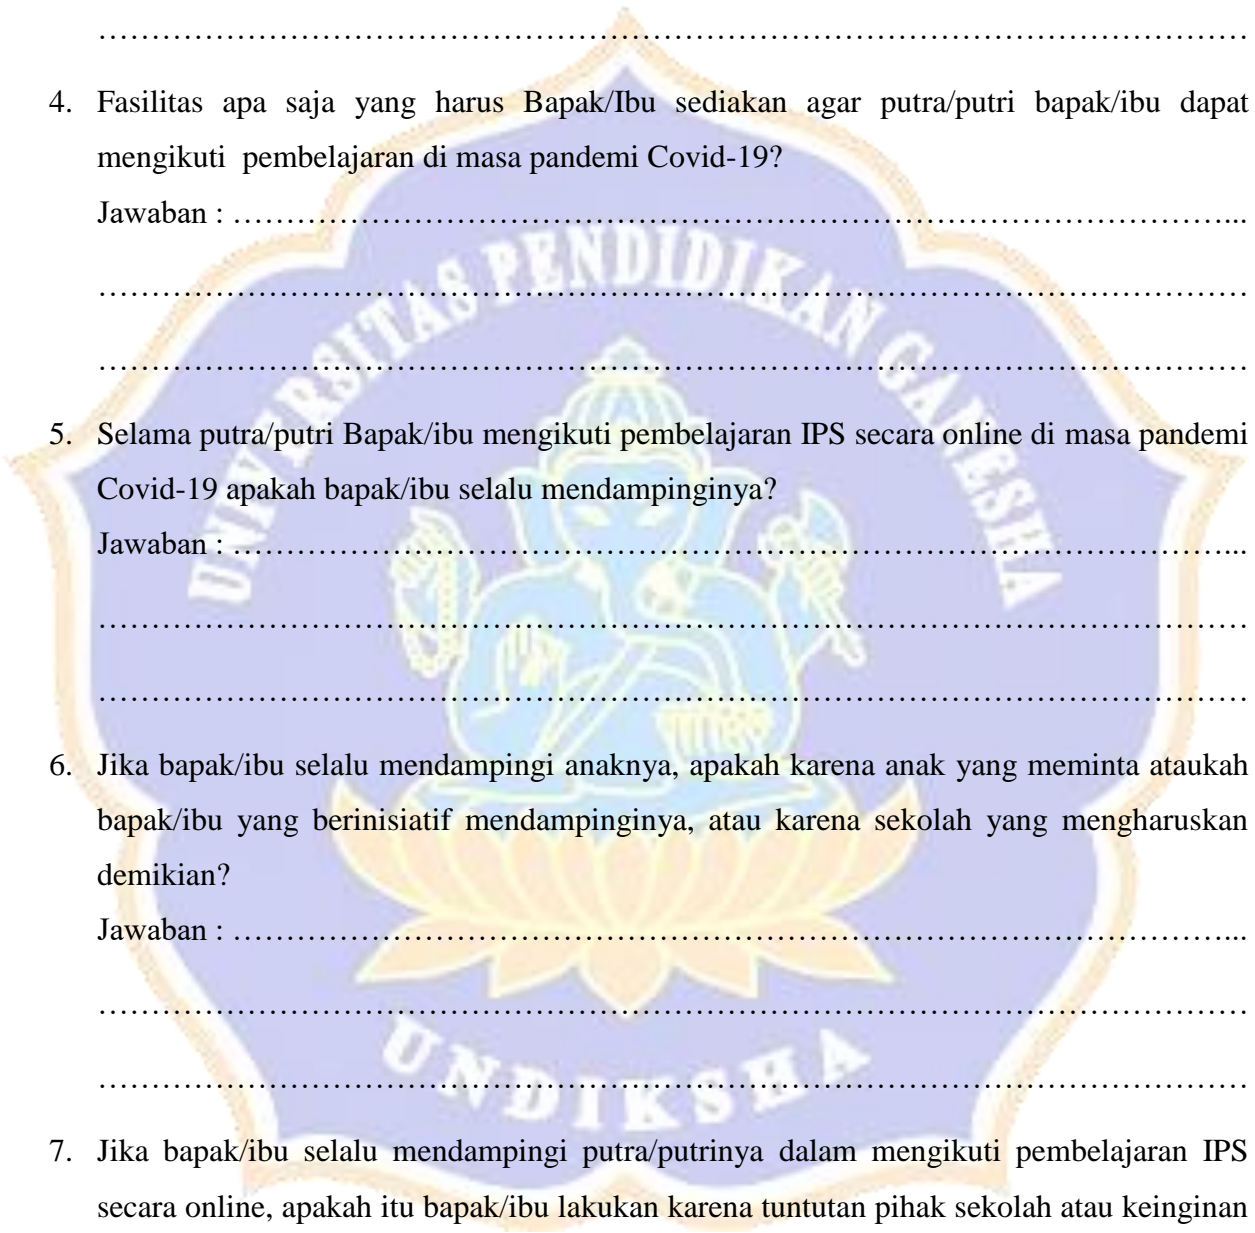 ……………………………………………………………………………………………
4. Fasilitas apa saja yang harus Bapak/Ibu sediakan agar putra/putri bapak/ibu dapat
mengikuti pembelajaran di masa pandemi Covid-19?
Jawaban : …………………………………………………………………………………...
……………………………………………………………………………………………
……………………………………………………………………………………………
UNIVERSITAS PENDIDIKAN GANESHA
5. Selama putra/putri Bapak/ibu mengikuti pembelajaran IPS secara online di masa pandemi
Covid-19 apakah bapak/ibu selalu mendampinginya?
Jawaban : …………………………………………………………………………………...
……………………………………………………………………………………………
……………………………………………………………………………………………
6. Jika bapak/ibu selalu mendampingi anaknya, apakah karena anak yang meminta ataukah
bapak/ibu yang berinisiatif mendampinginya, atau karena sekolah yang mengharuskan
demikian?
Jawaban : …………………………………………………………………………………...
……………………………………………………………………………………………
……………………………………………………………………………………………
UNDIKSHA
7. Jika bapak/ibu selalu mendampingi putra/putrinya dalam mengikuti pembelajaran IPS
secara online, apakah itu bapak/ibu lakukan karena tuntutan pihak sekolah atau keinginan